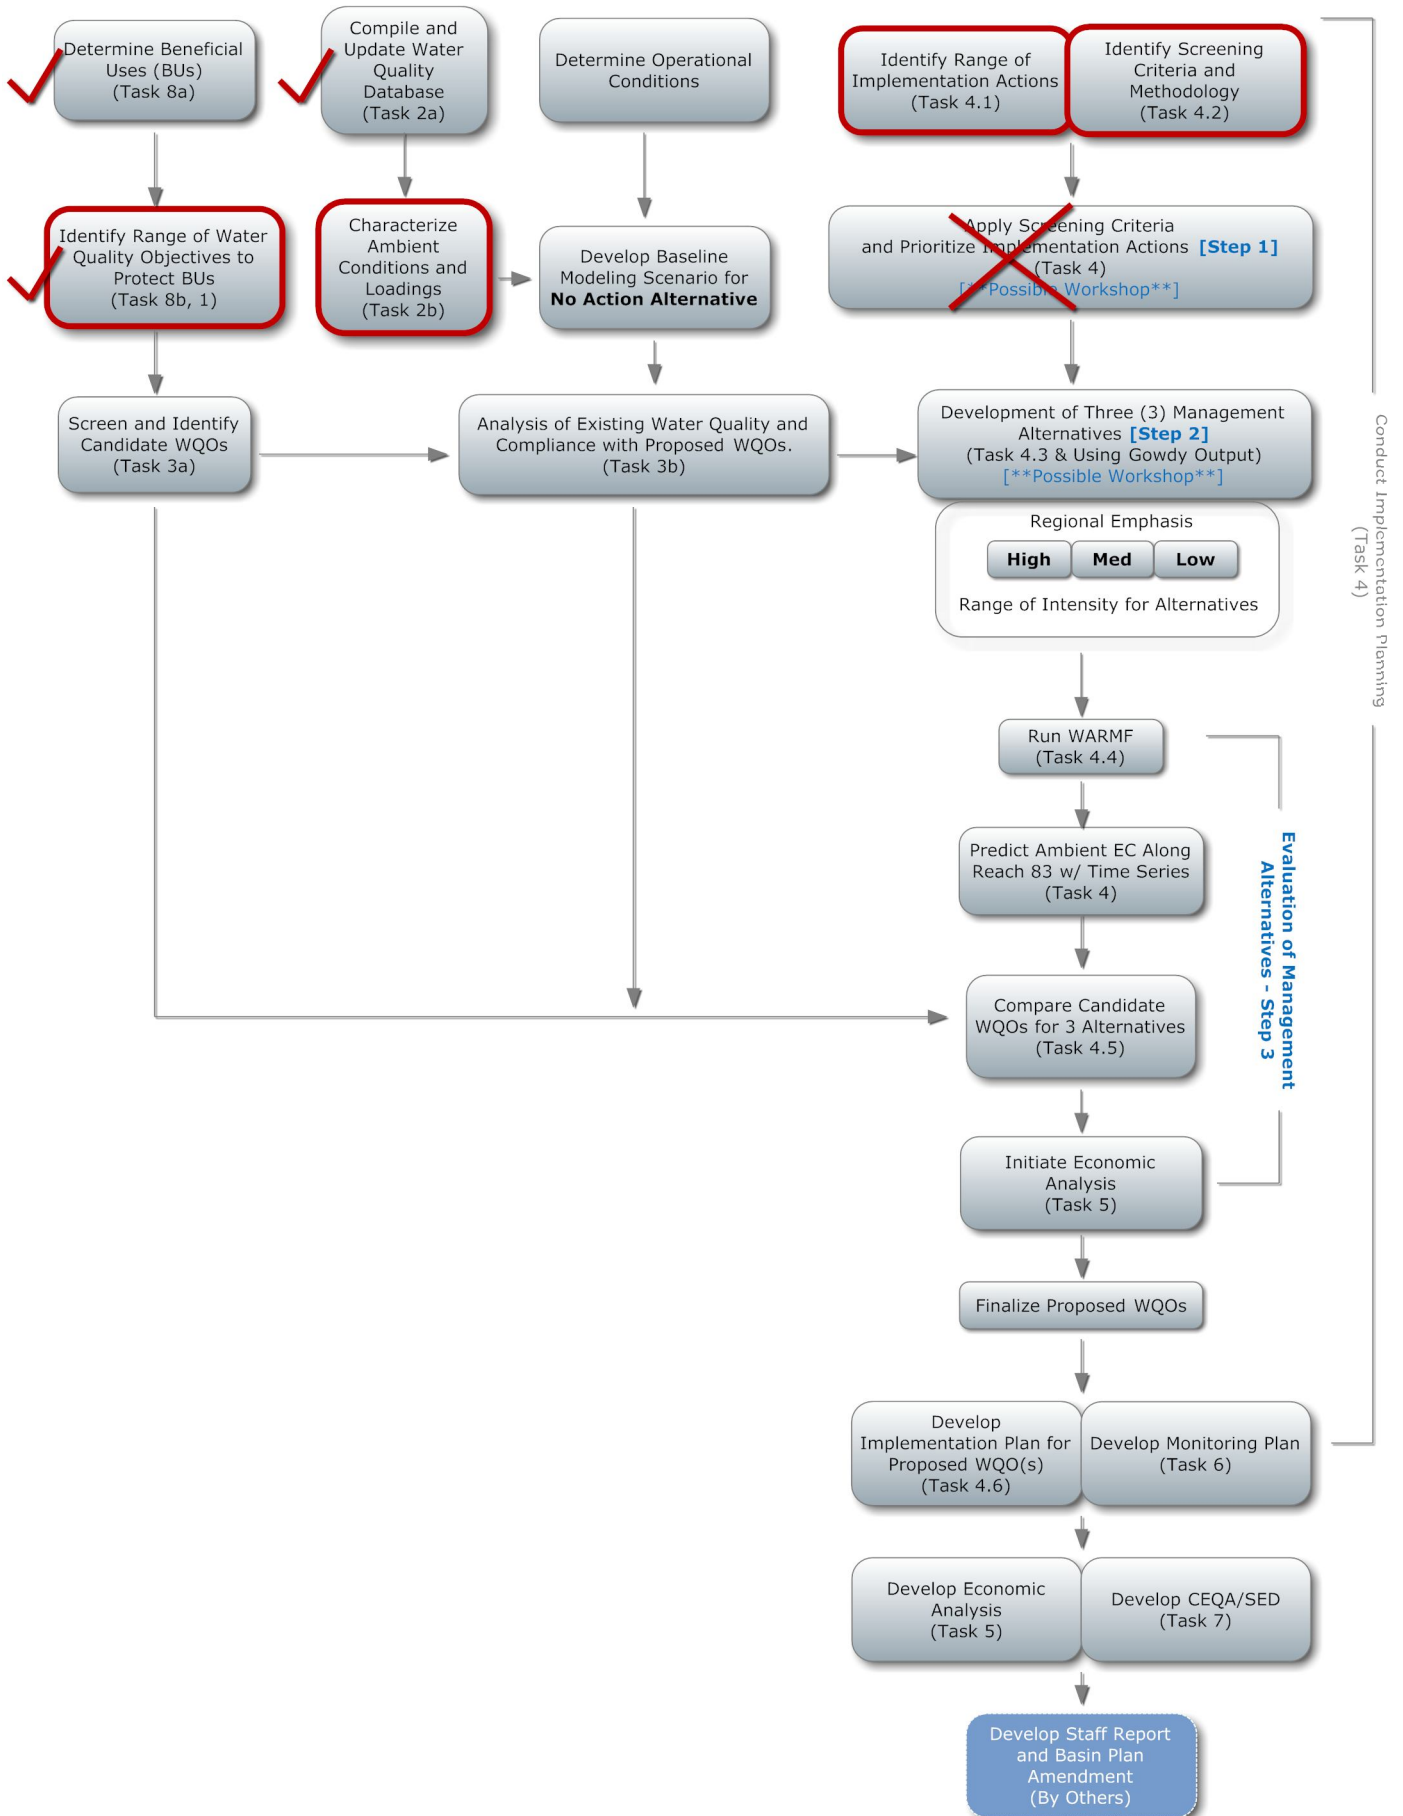 Determine Beneficial
Uses (BUs)
(Task 8a)
Compile and
Update Water
Quality
Database
(Task 2a)
Determine Operational
Conditions
Identify Range of
Implementation Actions
(Task 4.1)
Identify Screening
Criteria and
Methodology
(Task 4.2)
Identify Range of Water
Quality Objectives to
Protect BUs
(Task 8b, 1)
Characterize
Ambient
Conditions and
Loadings
(Task 2b)
Develop Baseline
Modeling Scenario for
No Action Alternative
Apply Screening Criteria
and Prioritize Implementation Actions [Step 1]
(Task 4)
[**Possible Workshop**]
Screen and Identify
Candidate WQOs
(Task 3a)
Analysis of Existing Water Quality and
Compliance with Proposed WQOs.
(Task 3b)
Development of Three (3) Management
Alternatives [Step 2]
(Task 4.3 & Using Gowdy Output)
[**Possible Workshop**]
Regional Emphasis
High Med Low
Range of Intensity for Alternatives
Conduct Implementation Planning
(Task 4)
Run WARMF
(Task 4.4)
Predict Ambient EC Along
Reach 83 w/ Time Series
(Task 4)
Compare Candidate
WQOs for 3 Alternatives
(Task 4.5)
Evaluation of Management
Alternatives - Step 3
Initiate Economic
Analysis
(Task 5)
Finalize Proposed WQOs
Develop
Implementation Plan for
Proposed WQO(s)
(Task 4.6)
Develop Monitoring Plan
(Task 6)
Develop Economic
Analysis
(Task 5)
Develop CEQA/SED
(Task 7)
Develop Staff Report
and Basin Plan
Amendment
(By Others)